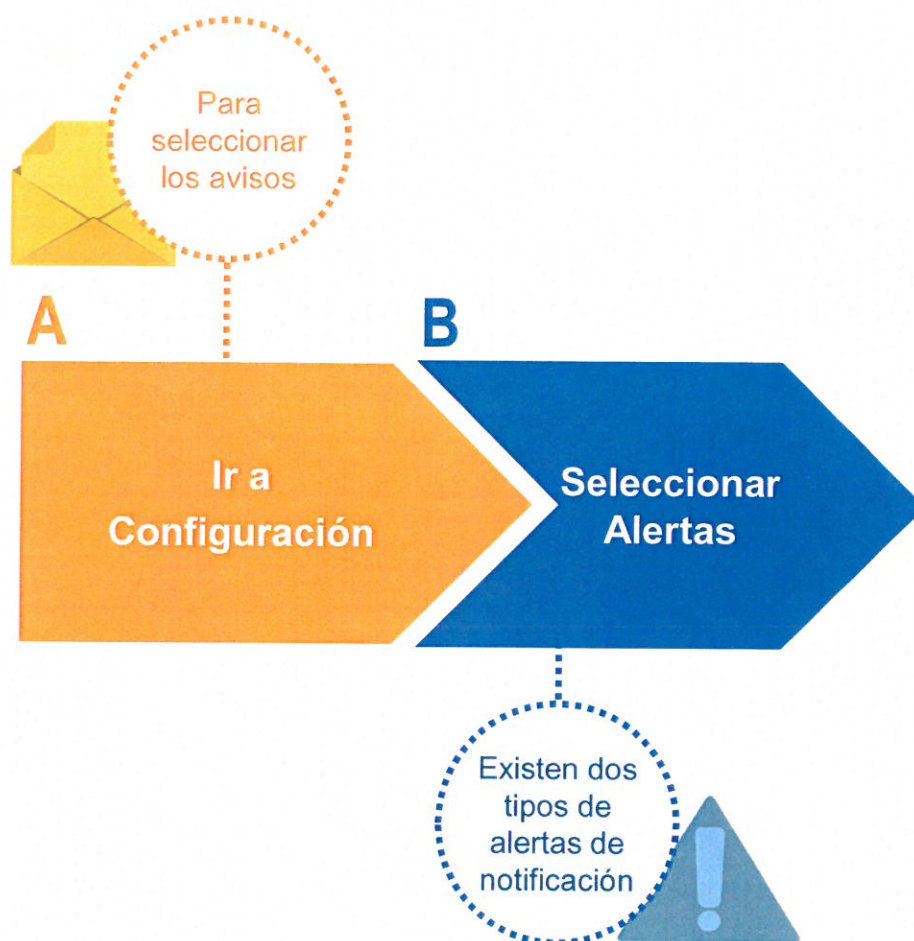 Para
seleccionar
los avisos
A
B
Ir a
Configuración
Seleccionar
Alertas
Existen dos
tipos de
alertas de
notificación